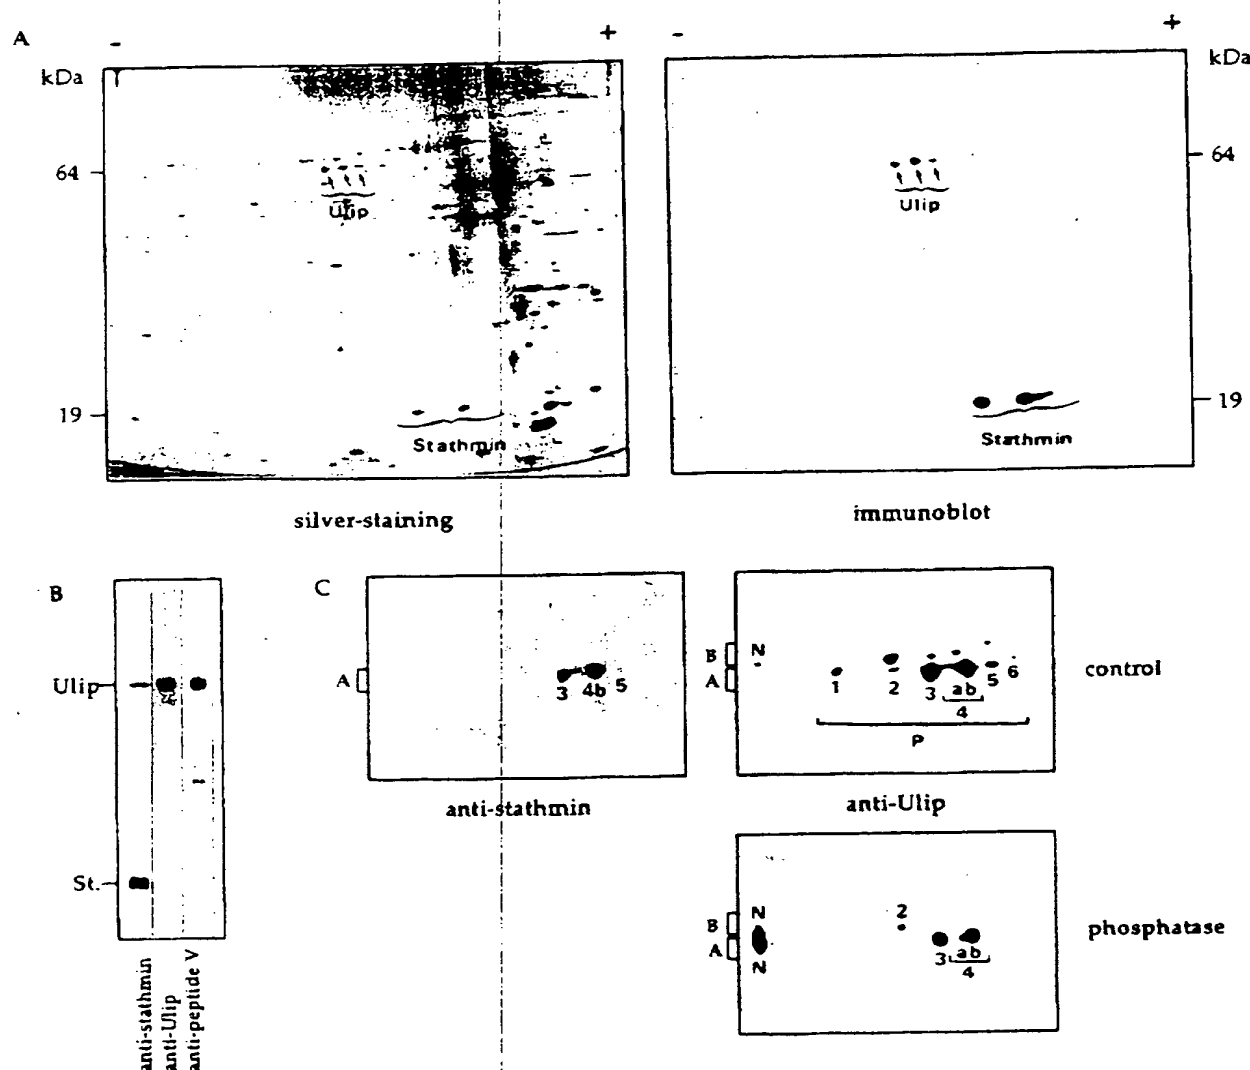 A
- +
kDa
64
Ulip
19
Stathmin
silver-staining
- +
kDa
64
Ulip
19
Stathmin
immunoblot
B
Ulip
St.
anti-stathmin
anti-Ulip
anti-peptide V
C
A
3 4b 5
anti-stathmin
B N
A
1 2 3 ab 5 6
4
P
control
anti-Ulip
B N 2
A
N 3 ab
4
phosphatase